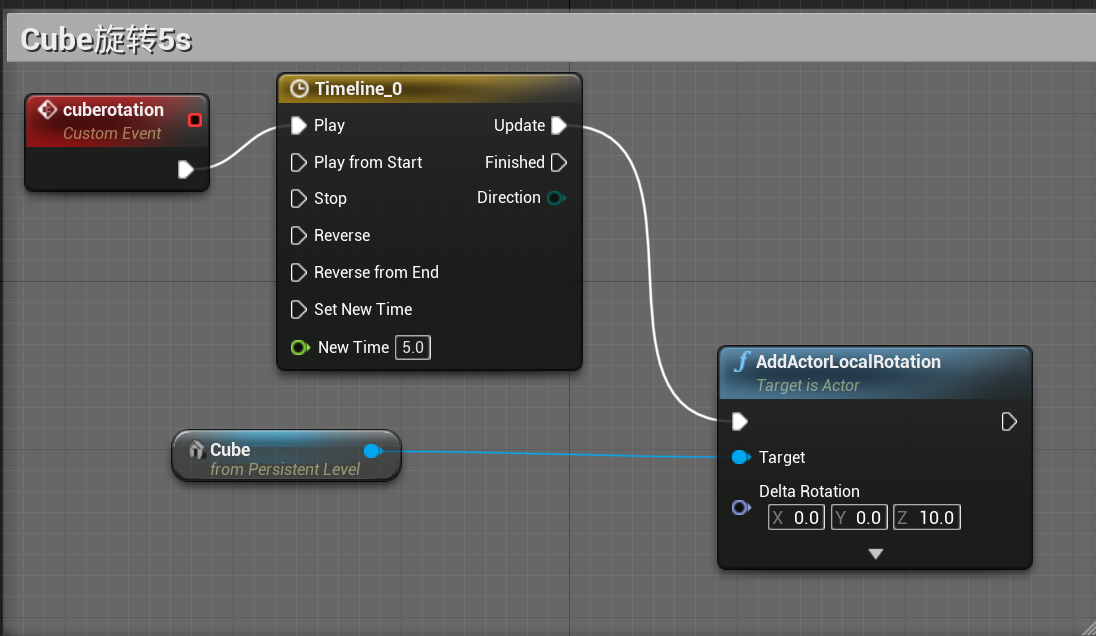 Cube旋转5s
cuberotation
Custom Event
Timeline_0
Play
Update
Play from Start
Finished
Stop
Direction
Reverse
Reverse from End
Set New Time
New Time 5.0
Cube
from Persistent Level
AddActorLocalRotation
Target is Actor
Target
Delta Rotation
X 0.0 Y 0.0 Z 10.0